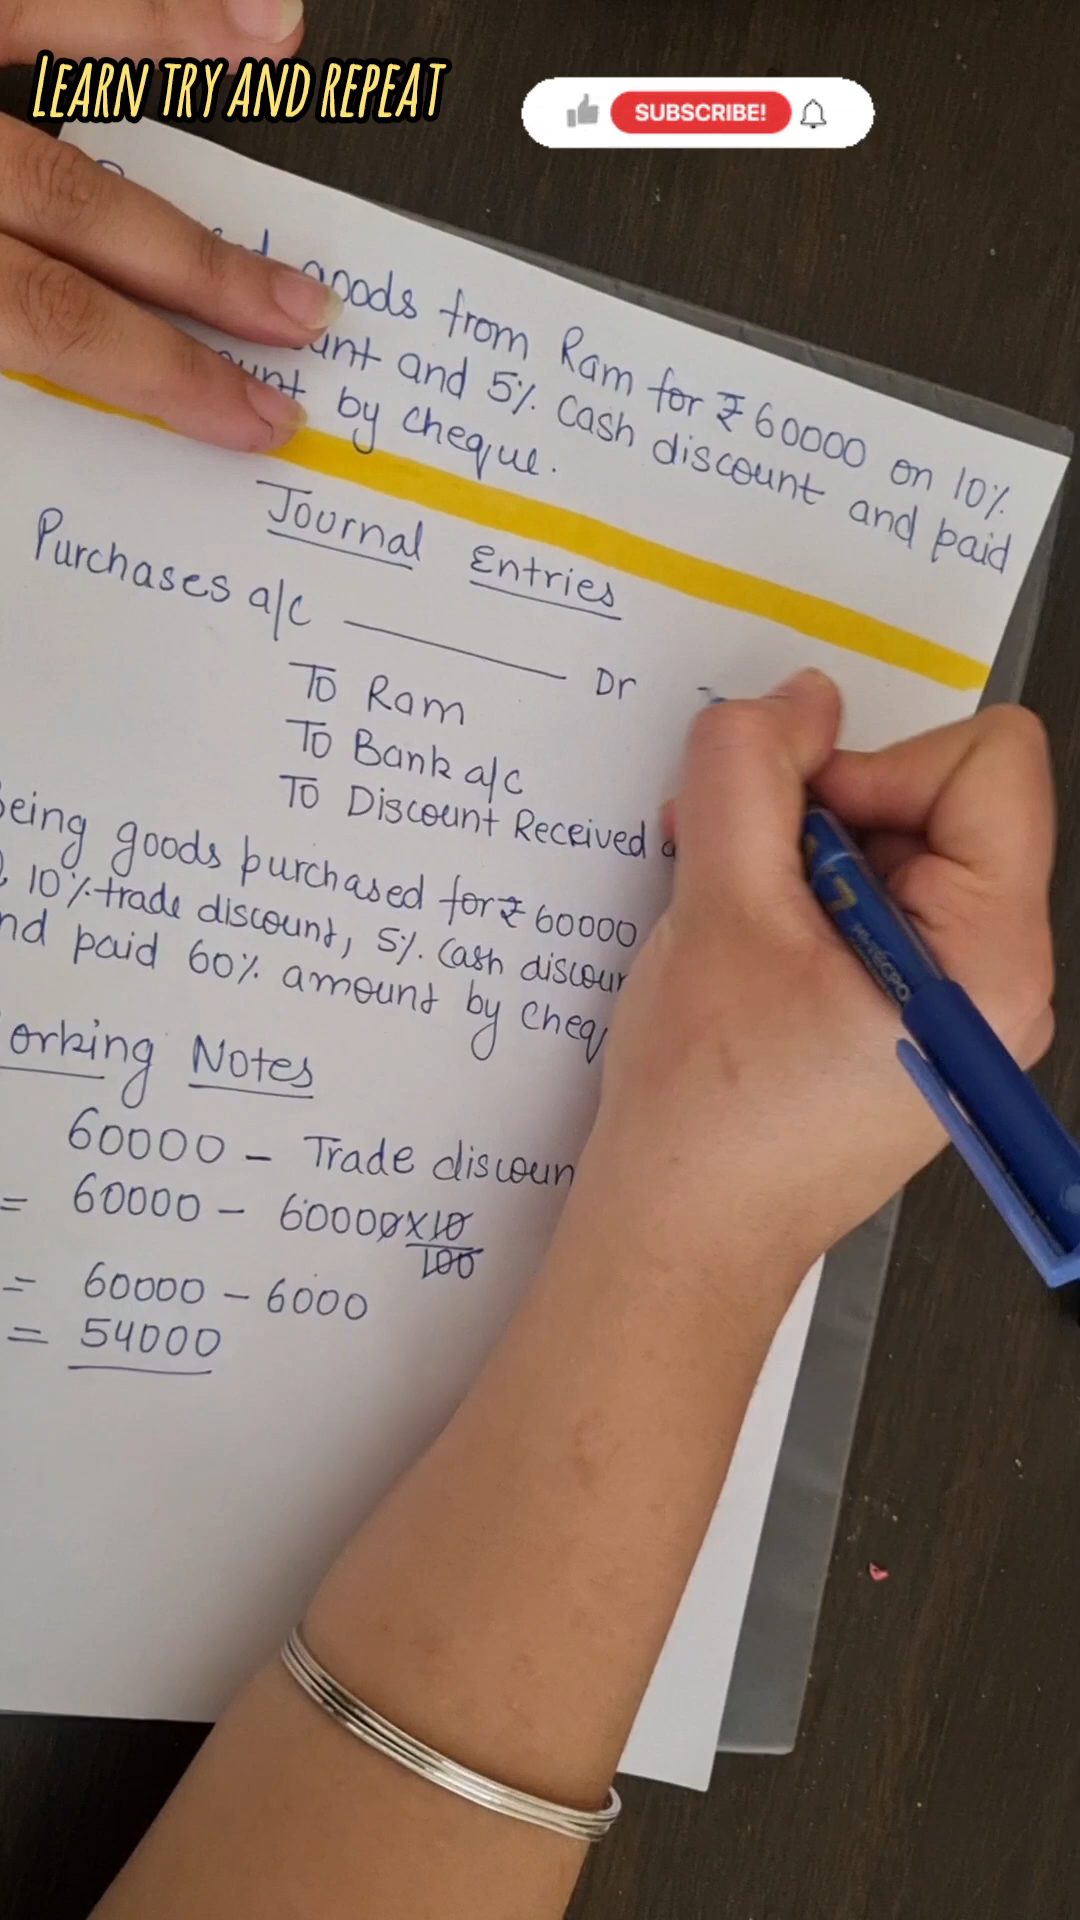 LEARN TRY AND REPEAT
SUBSCRIBE!
goods from Ram for ₹ 60000 on 10%
and 5% Cash discount and paid
by cheque.
Journal Entries
Purchases a/c Dr
To Ram
To Bank a/c
To Discount Received
goods purchased for ₹ 60000
10% trade discount, 5% Cash
paid 60% amount by
Notes
60000 - Trade
= 60000 - 60000x10
100
= 60000 - 6000
= 54000